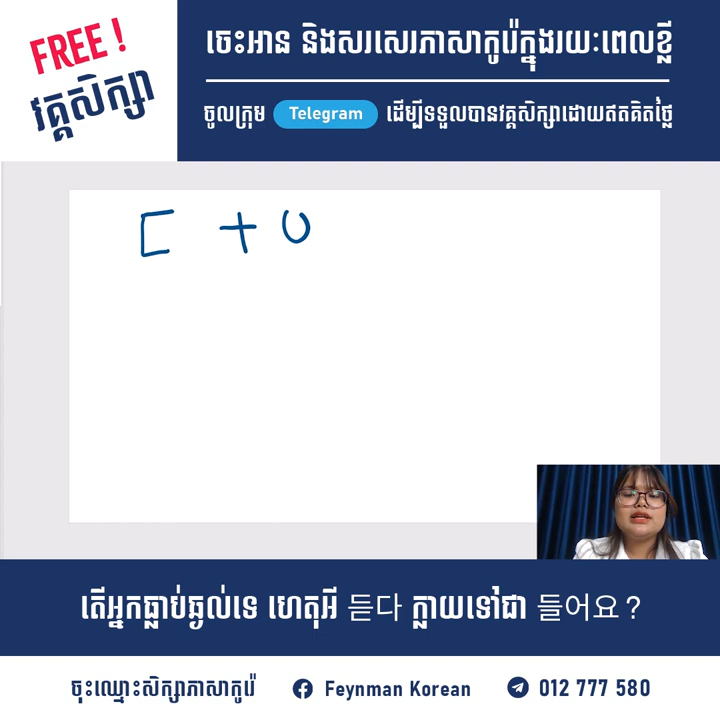 FREE !
វគ្គសិក្សា
ចេះអាន និងសរសេរភាសាកូរ៉េក្នុងរយៈពេលខ្លី
ចូលក្រុម Telegram ដើម្បីទទួលបានវគ្គសិក្សាដោយឥតគិតថ្លៃ
ㄷ + ㅇ
តើអ្នកធ្លាប់ឆ្ងល់ទេ ហេតុអី 듣다 ក្លាយទៅជា 들어요?
ចុះឈ្មោះសិក្សាភាសាកូរ៉េ Feynman Korean 012 777 580